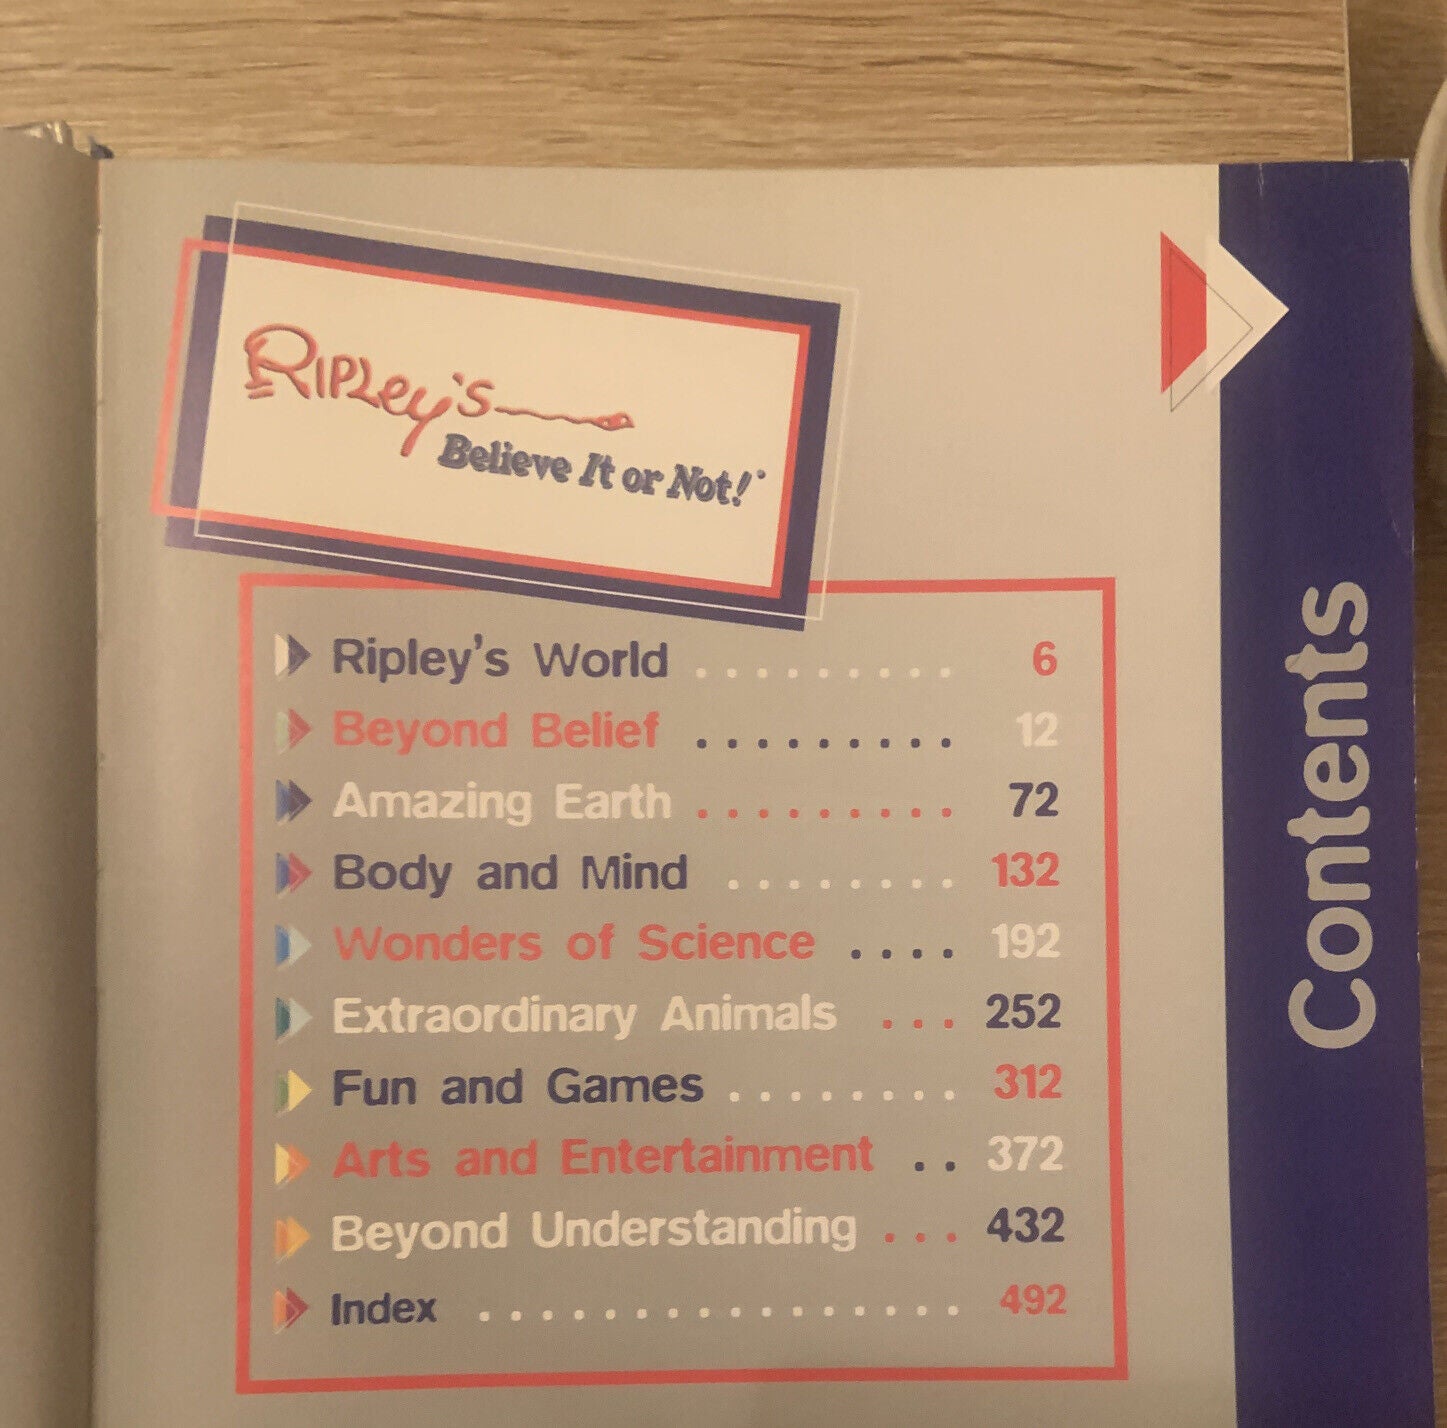 Ripley's
Believe It or Not!
Contents
Ripley's World . . . . . . . . . 6
Beyond Belief . . . . . . . . . 12
Amazing Earth . . . . . . . . . 72
Body and Mind . . . . . . . . 132
Wonders of Science . . . . 192
Extraordinary Animals . . . 252
Fun and Games . . . . . . . . 312
Arts and Entertainment . . 372
Beyond Understanding . . . 432
Index . . . . . . . . . . . . . . . . 492